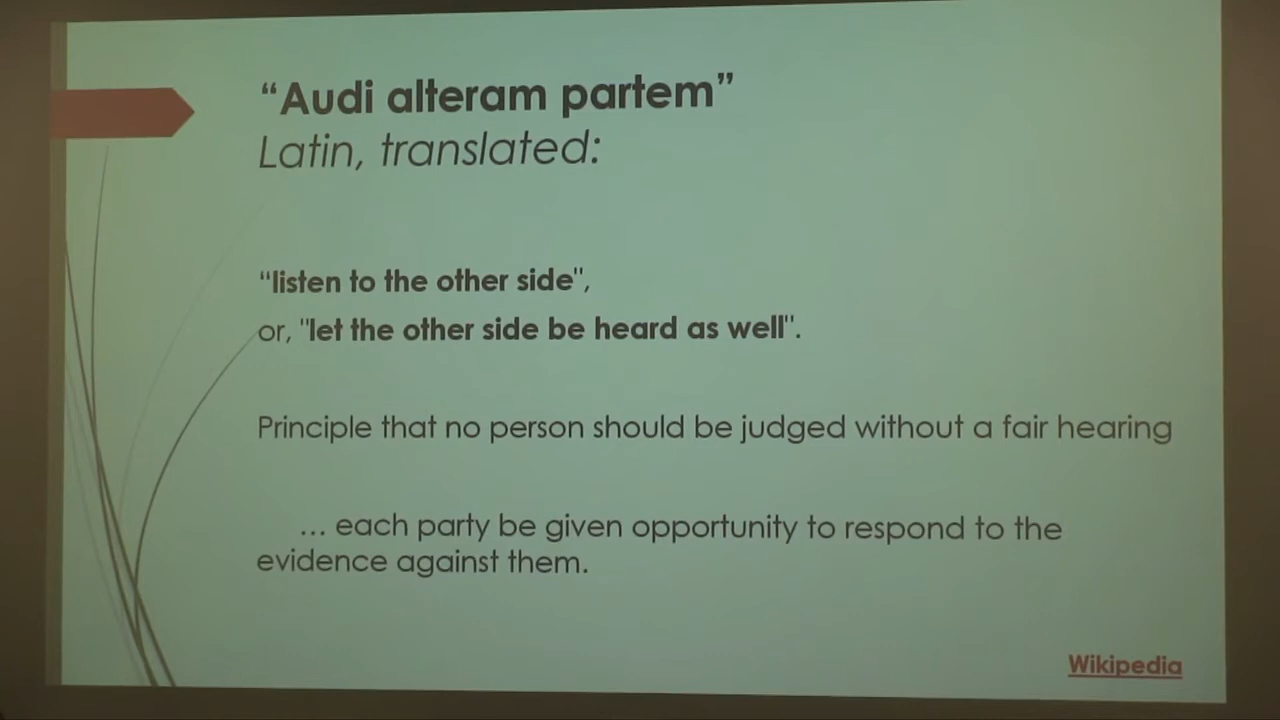 “Audi alteram partem”
Latin, translated:
“listen to the other side",
or, "let the other side be heard as well".
Principle that no person should be judged without a fair hearing
... each party be given opportunity to respond to the
evidence against them.
Wikipedia